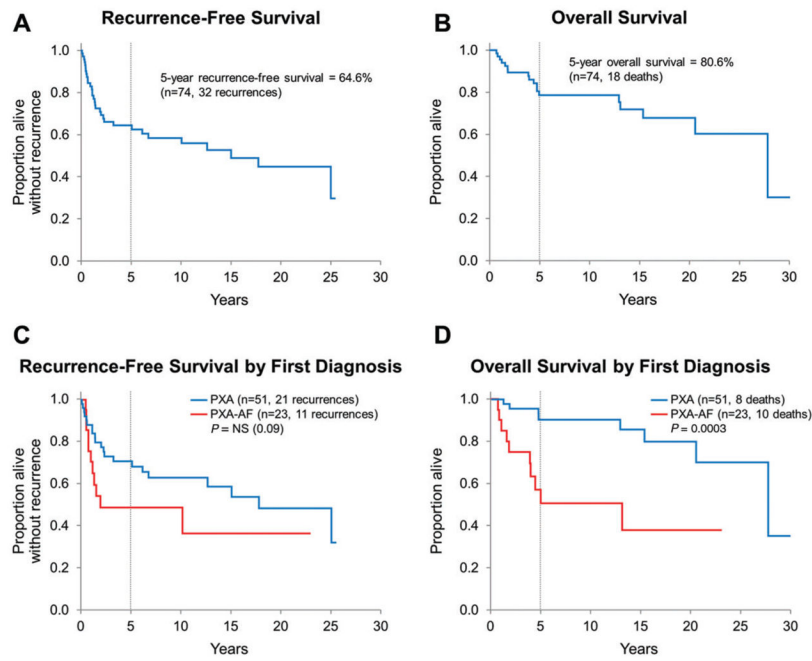 A
Recurrence-Free Survival
Proportion alive
without recurrence
1.0
0.8
0.6
0.4
0.2
0.0
5-year recurrence-free survival = 64.6%
(n=74, 32 recurrences)
0 5 10 15 20 25 30
Years
B
Overall Survival
Proportion alive
1.0
0.8
0.6
0.4
0.2
0.0
5-year overall survival = 80.6%
(n=74, 18 deaths)
0 5 10 15 20 25 30
Years
C
Recurrence-Free Survival by First Diagnosis
Proportion alive
without recurrence
1.0
0.8
0.6
0.4
0.2
0.0
PXA (n=51, 21 recurrences)
PXA-AF (n=23, 11 recurrences)
P = NS (0.09)
0 5 10 15 20 25 30
Years
D
Overall Survival by First Diagnosis
Proportion alive
1.0
0.8
0.6
0.4
0.2
0.0
PXA (n=51, 8 deaths)
PXA-AF (n=23, 10 deaths)
P = 0.0003
0 5 10 15 20 25 30
Years